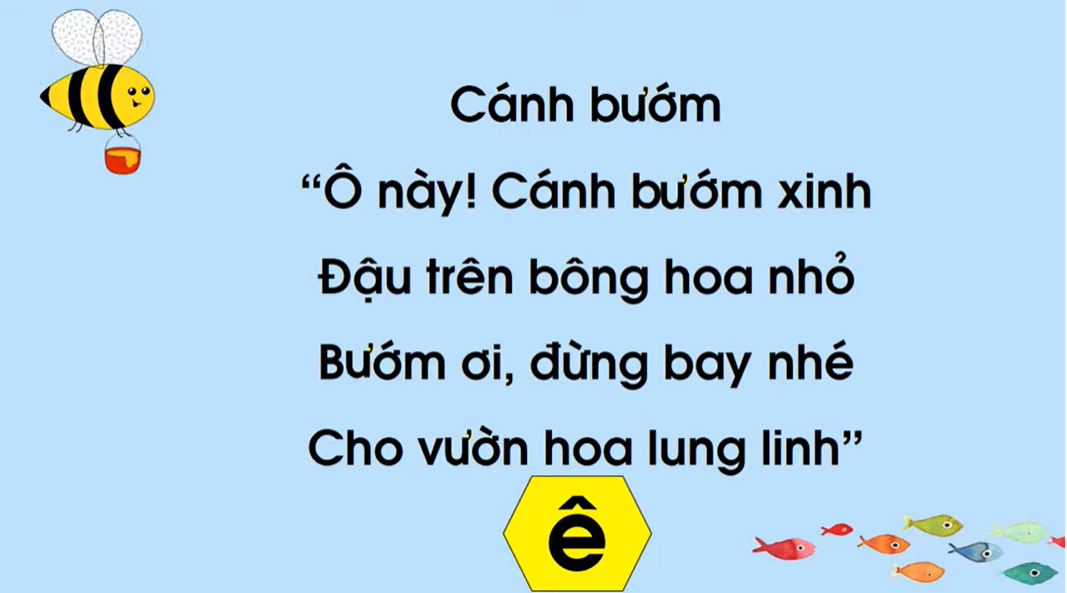 Cánh bướm
“Ô này! Cánh bướm xinh
Đậu trên bông hoa nhỏ
Bướm ơi, đừng bay nhé
Cho vườn hoa lung linh”
ê